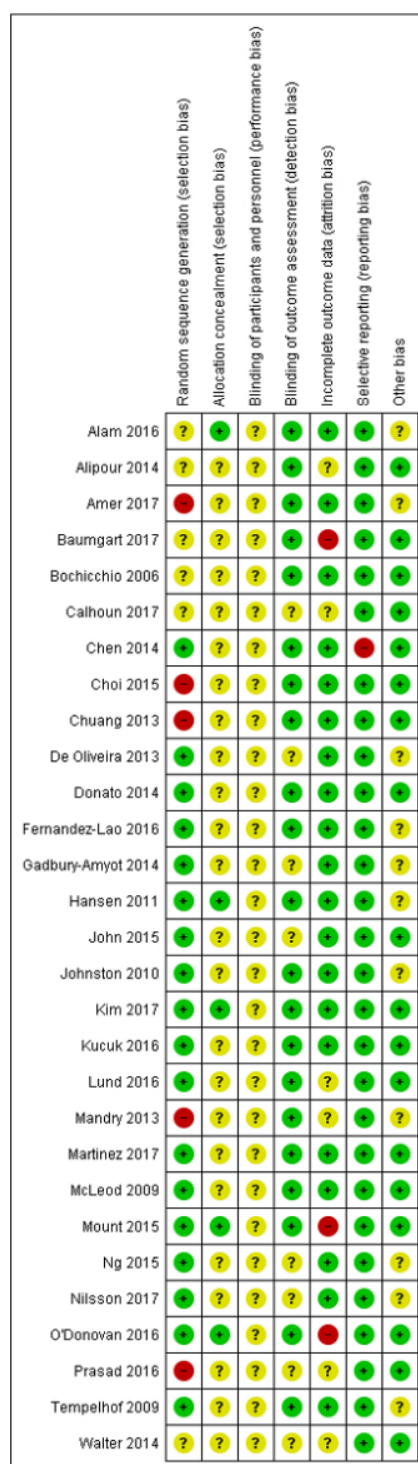 Random sequence generation (selection bias)
Allocation concealment (selection bias)
Blinding of participants and personnel (performance bias)
Blinding of outcome assessment (detection bias)
Incomplete outcome data (attrition bias)
Selective reporting (reporting bias)
Other bias
Alam 2016 ? + ? + + + ?
Alipour 2014 ? ? ? + ? + ?
Amer 2017 - ? ? + + + ?
Baumgart 2017 ? ? ? + - + +
Bochicchio 2006 ? ? ? + + + +
Calhoun 2017 ? ? ? ? ? + +
Chen 2014 + ? ? + + - +
Choi 2015 - ? ? + + + +
Chuang 2013 - ? ? + + + +
De Oliveira 2013 + ? ? ? + + ?
Donato 2014 + ? ? + + + +
Fernandez-Lao 2016 + ? ? + + + ?
Gadbury-Amyot 2014 + ? ? ? + + ?
Hansen 2011 + + ? + + + ?
John 2015 + ? ? ? + + +
Johnston 2010 + ? ? + + + ?
Kim 2017 + + ? + + + +
Kucuk 2016 + ? ? + + + +
Lund 2016 + ? ? + ? + +
Mandry 2013 - ? ? + ? + ?
Martinez 2017 + ? ? + + + +
McLeod 2009 + ? ? + + + +
Mount 2015 + + ? + - + +
Ng 2015 + ? ? ? + + ?
Nilsson 2017 + ? ? ? + + ?
O'Donovan 2016 + + ? + - + +
Prasad 2016 - ? ? ? ? + +
Tempelhof 2009 + ? ? + + + ?
Walter 2014 ? ? ? ? ? + +